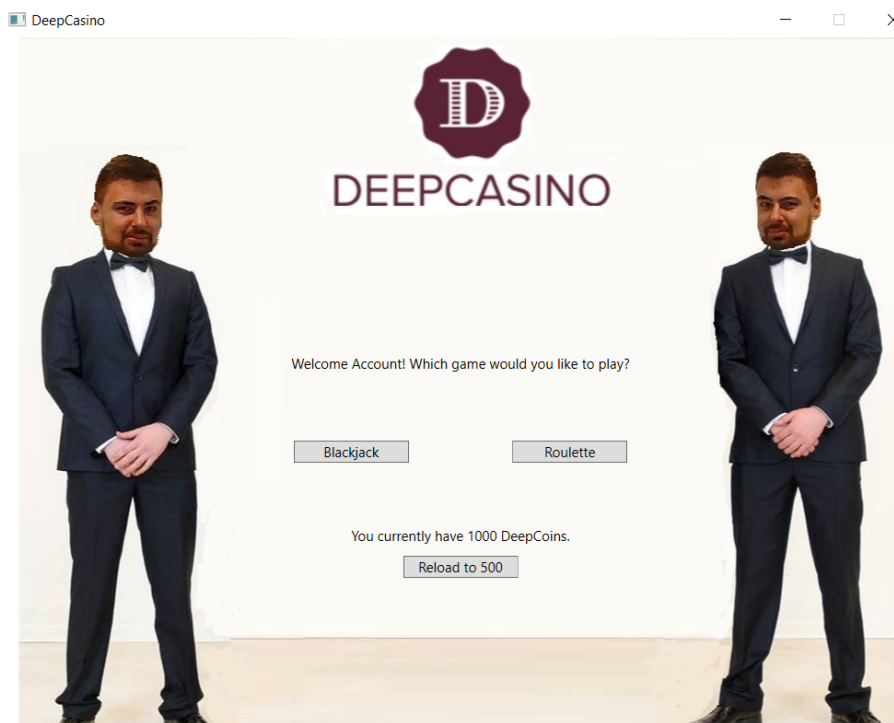 DeepCasino
D
DEEPCASINO
Welcome Account! Which game would you like to play?
Blackjack
Roulette
You currently have 1000 DeepCoins.
Reload to 500